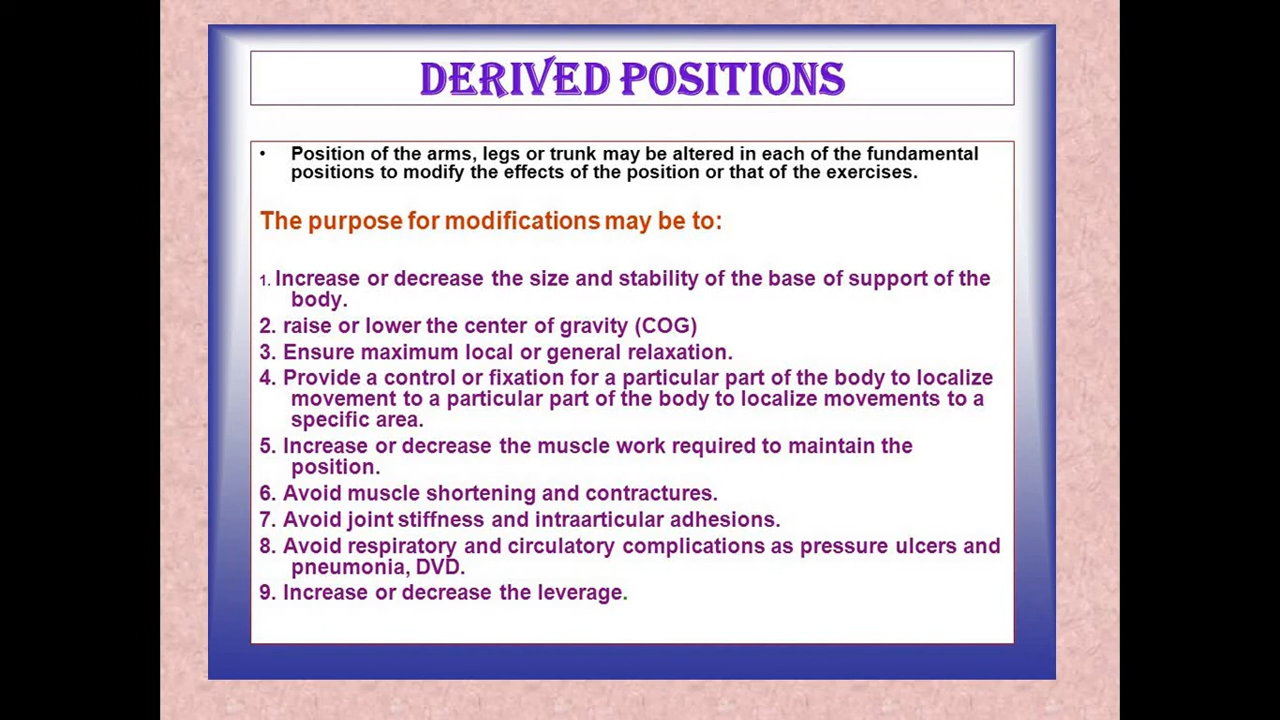 DERIVED POSITIONS
• Position of the arms, legs or trunk may be altered in each of the fundamental
positions to modify the effects of the position or that of the exercises.
The purpose for modifications may be to:
1. Increase or decrease the size and stability of the base of support of the
body.
2. raise or lower the center of gravity (COG)
3. Ensure maximum local or general relaxation.
4. Provide a control or fixation for a particular part of the body to localize
movement to a particular part of the body to localize movements to a
specific area.
5. Increase or decrease the muscle work required to maintain the
position.
6. Avoid muscle shortening and contractures.
7. Avoid joint stiffness and intraarticular adhesions.
8. Avoid respiratory and circulatory complications as pressure ulcers and
pneumonia, DVD.
9. Increase or decrease the leverage.